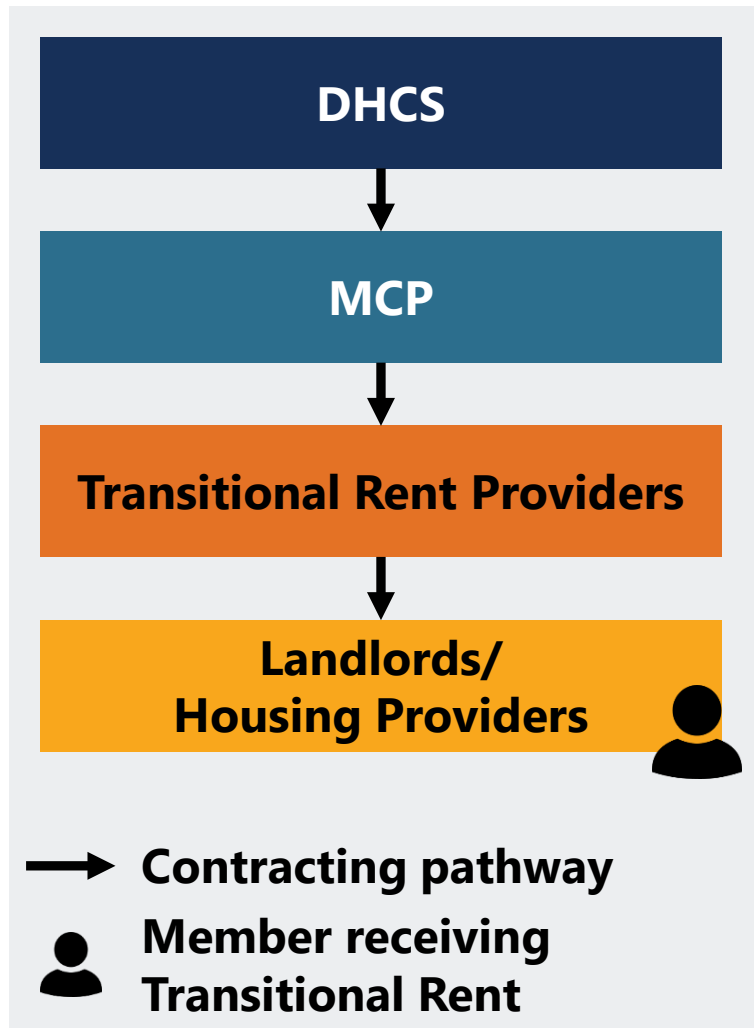 DHCS
MCP
Transitional Rent Providers
Landlords/
Housing Providers
Contracting pathway
Member receiving
Transitional Rent